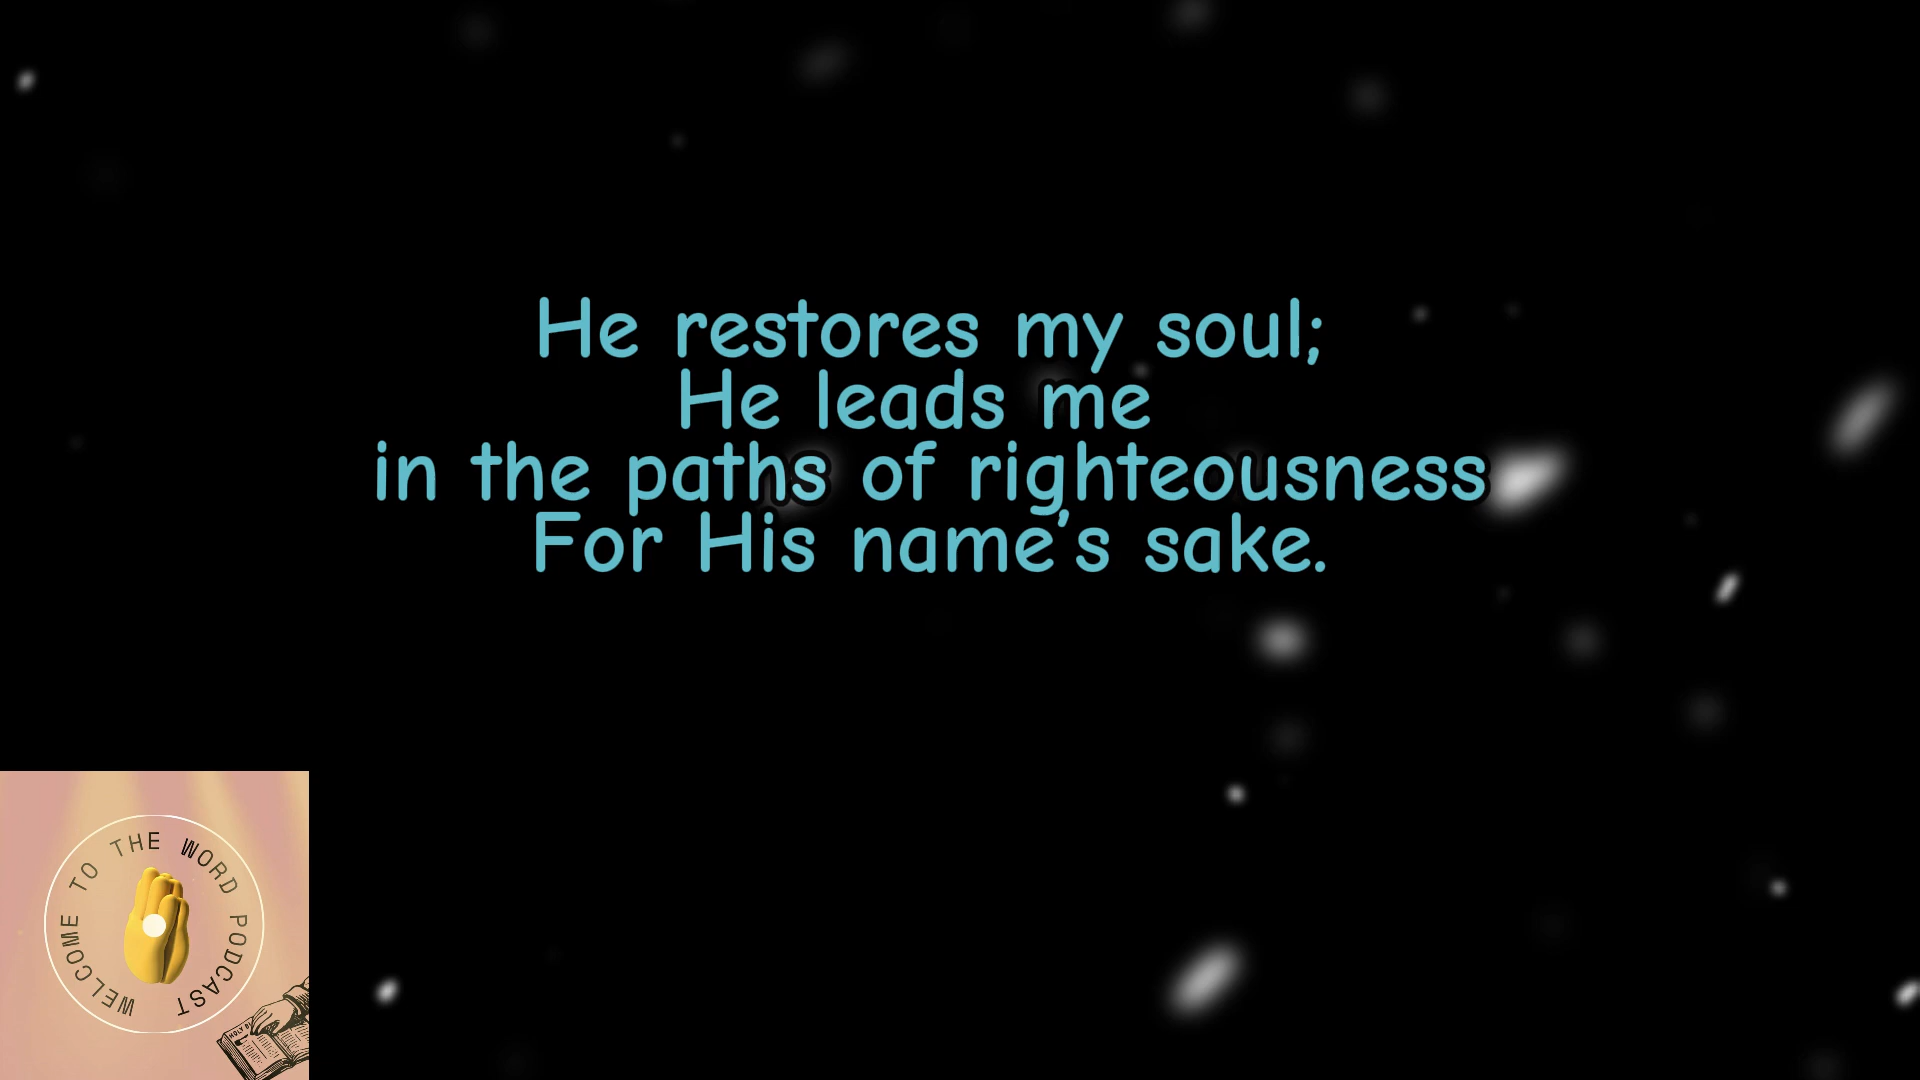 He restores my soul;
He leads me
in the paths of righteousness
For His name's sake.
WELCOME TO THE WORD PODCAST
HOLY B